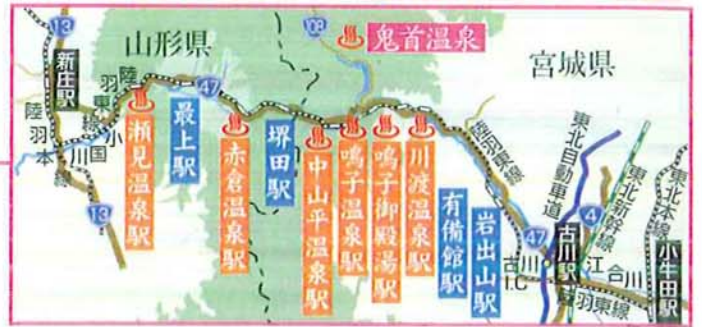 13
山形県
108
鬼首温泉
宮城県
新庄駅
陸羽東線
47
小国川
陸羽本線
13
瀬見温泉駅
最上駅
赤倉温泉駅
堺田駅
中山平温泉駅
鳴子温泉駅
鳴子御殿湯駅
川渡温泉駅
陸羽東線
有備館駅
岩出山駅
東北自動車道
47
4
東北新幹線
東北本線
古川駅
古川I.C
江合川
小牛田駅
陸羽東線